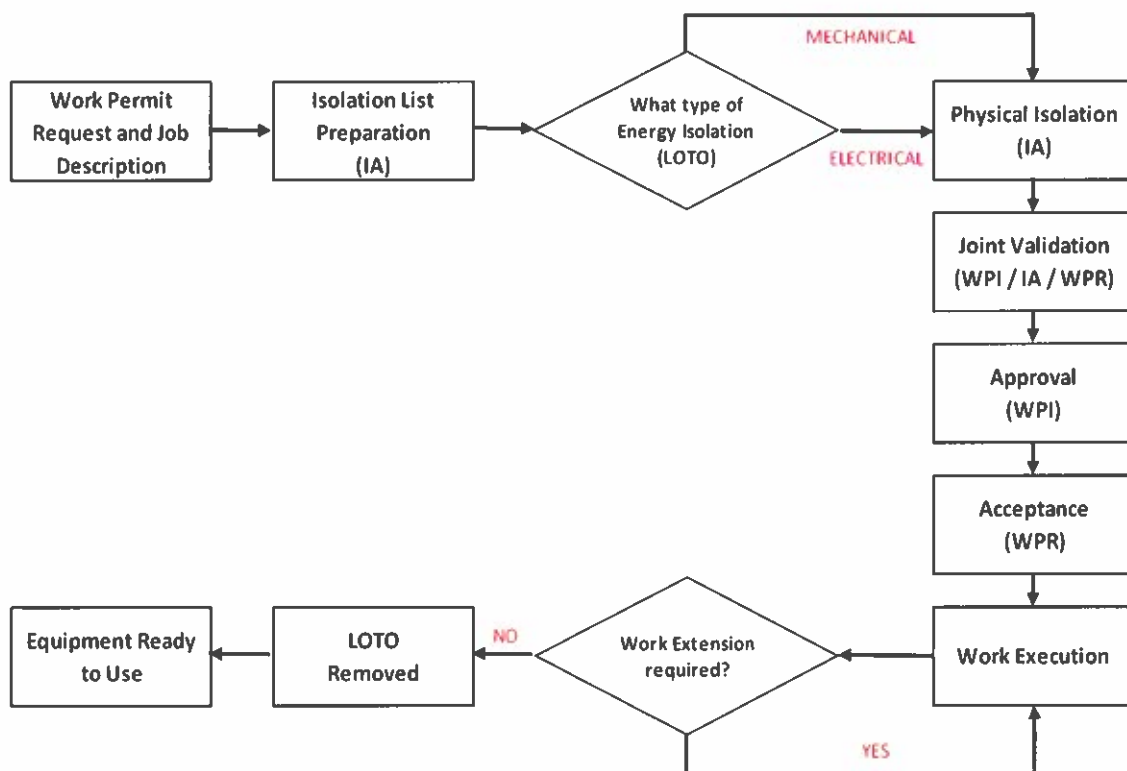 MECHANICAL
Work Permit
Request and Job
Description
Isolation List
Preparation
(IA)
What type of
Energy Isolation
(LOTO)
ELECTRICAL
Physical Isolation
(IA)
Joint Validation
(WPI / IA / WPR)
Approval
(WPI)
Acceptance
(WPR)
Equipment Ready
to Use
LOTO
Removed
NO
Work Extension
required?
Work Execution
YES